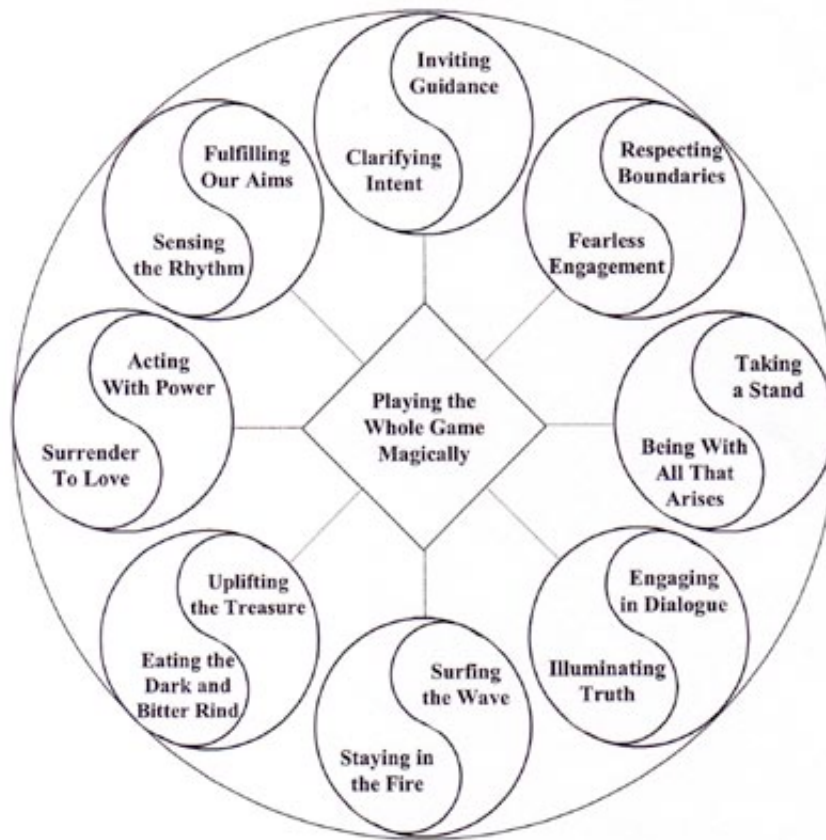 Inviting
Guidance
Clarifying
Intent
Respecting
Boundaries
Fearless
Engagement
Taking
a Stand
Being With
All That
Arises
Engaging
in Dialogue
Illuminating
Truth
Surfing
the Wave
Staying in
the Fire
Uplifting
the Treasure
Eating the
Dark and
Bitter Rind
Acting
With Power
Surrender
To Love
Fulfilling
Our Aims
Sensing
the Rhythm
Playing the
Whole Game
Magically